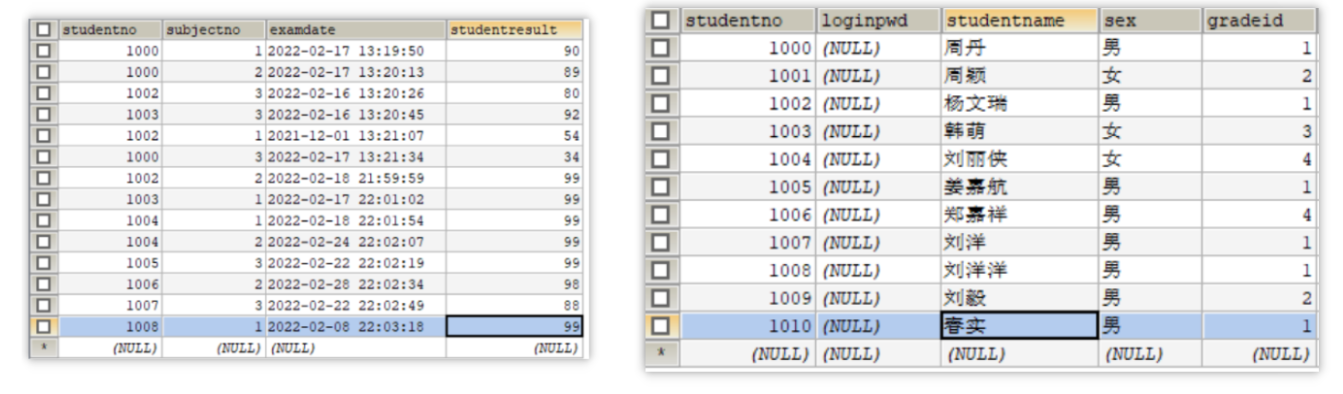 studentno subjectno examdate studentresult
1000 1 2022-02-17 13:19:50 90
1000 2 2022-02-17 13:20:13 89
1002 3 2022-02-16 13:20:26 80
1003 3 2022-02-16 13:20:45 92
1002 1 2021-12-01 13:21:07 54
1000 3 2022-02-17 13:21:34 34
1002 2 2022-02-18 21:59:59 99
1003 1 2022-02-17 22:01:02 99
1004 1 2022-02-18 22:01:54 99
1004 2 2022-02-24 22:02:07 99
1005 3 2022-02-22 22:02:19 99
1006 2 2022-02-28 22:02:34 98
1007 3 2022-02-22 22:02:49 88
1008 1 2022-02-08 22:03:18 99
* (NULL) (NULL) (NULL) (NULL)
studentno loginpwd studentname sex gradeid
1000 (NULL) 周丹 男 1
1001 (NULL) 周颖 女 2
1002 (NULL) 杨文瑞 男 1
1003 (NULL) 韩萌 女 3
1004 (NULL) 刘丽侠 女 4
1005 (NULL) 姜嘉航 男 1
1006 (NULL) 郑嘉祥 男 4
1007 (NULL) 刘洋 男 1
1008 (NULL) 刘洋洋 男 1
1009 (NULL) 刘毅 男 2
1010 (NULL) 春实 男 1
* (NULL) (NULL) (NULL) (NULL) (NULL)